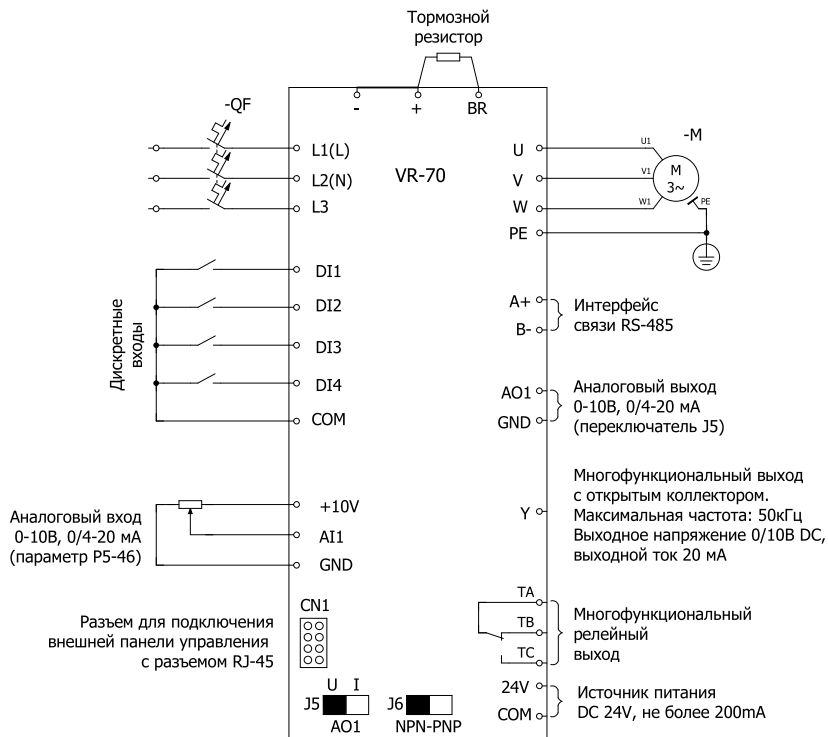 Тормозной
резистор
- + BR
-QF
L1(L)
L2(N)
L3
VR-70
U
V
W
PE
U1
V1
W1
-M
M
3~
PE
Дискретные
входы
DI1
DI2
DI3
DI4
COM
A+
B-
Интерфейс
связи RS-485
AO1
GND
Аналоговый выход
0-10В, 0/4-20 мА
(переключатель J5)
Аналоговый вход
0-10В, 0/4-20 мА
(параметр P5-46)
+10V
AI1
GND
Y
Многофункциональный выход
с открытым коллектором.
Максимальная частота: 50кГц
Выходное напряжение 0/10В DC,
выходной ток 20 мА
Разъем для подключения
внешней панели управления
с разъемом RJ-45
CN1
TA
TB
TC
Многофункциональный
релейный
выход
24V
COM
Источник питания
DC 24V, не более 200mA
U I
J5
AO1
J6
NPN-PNP